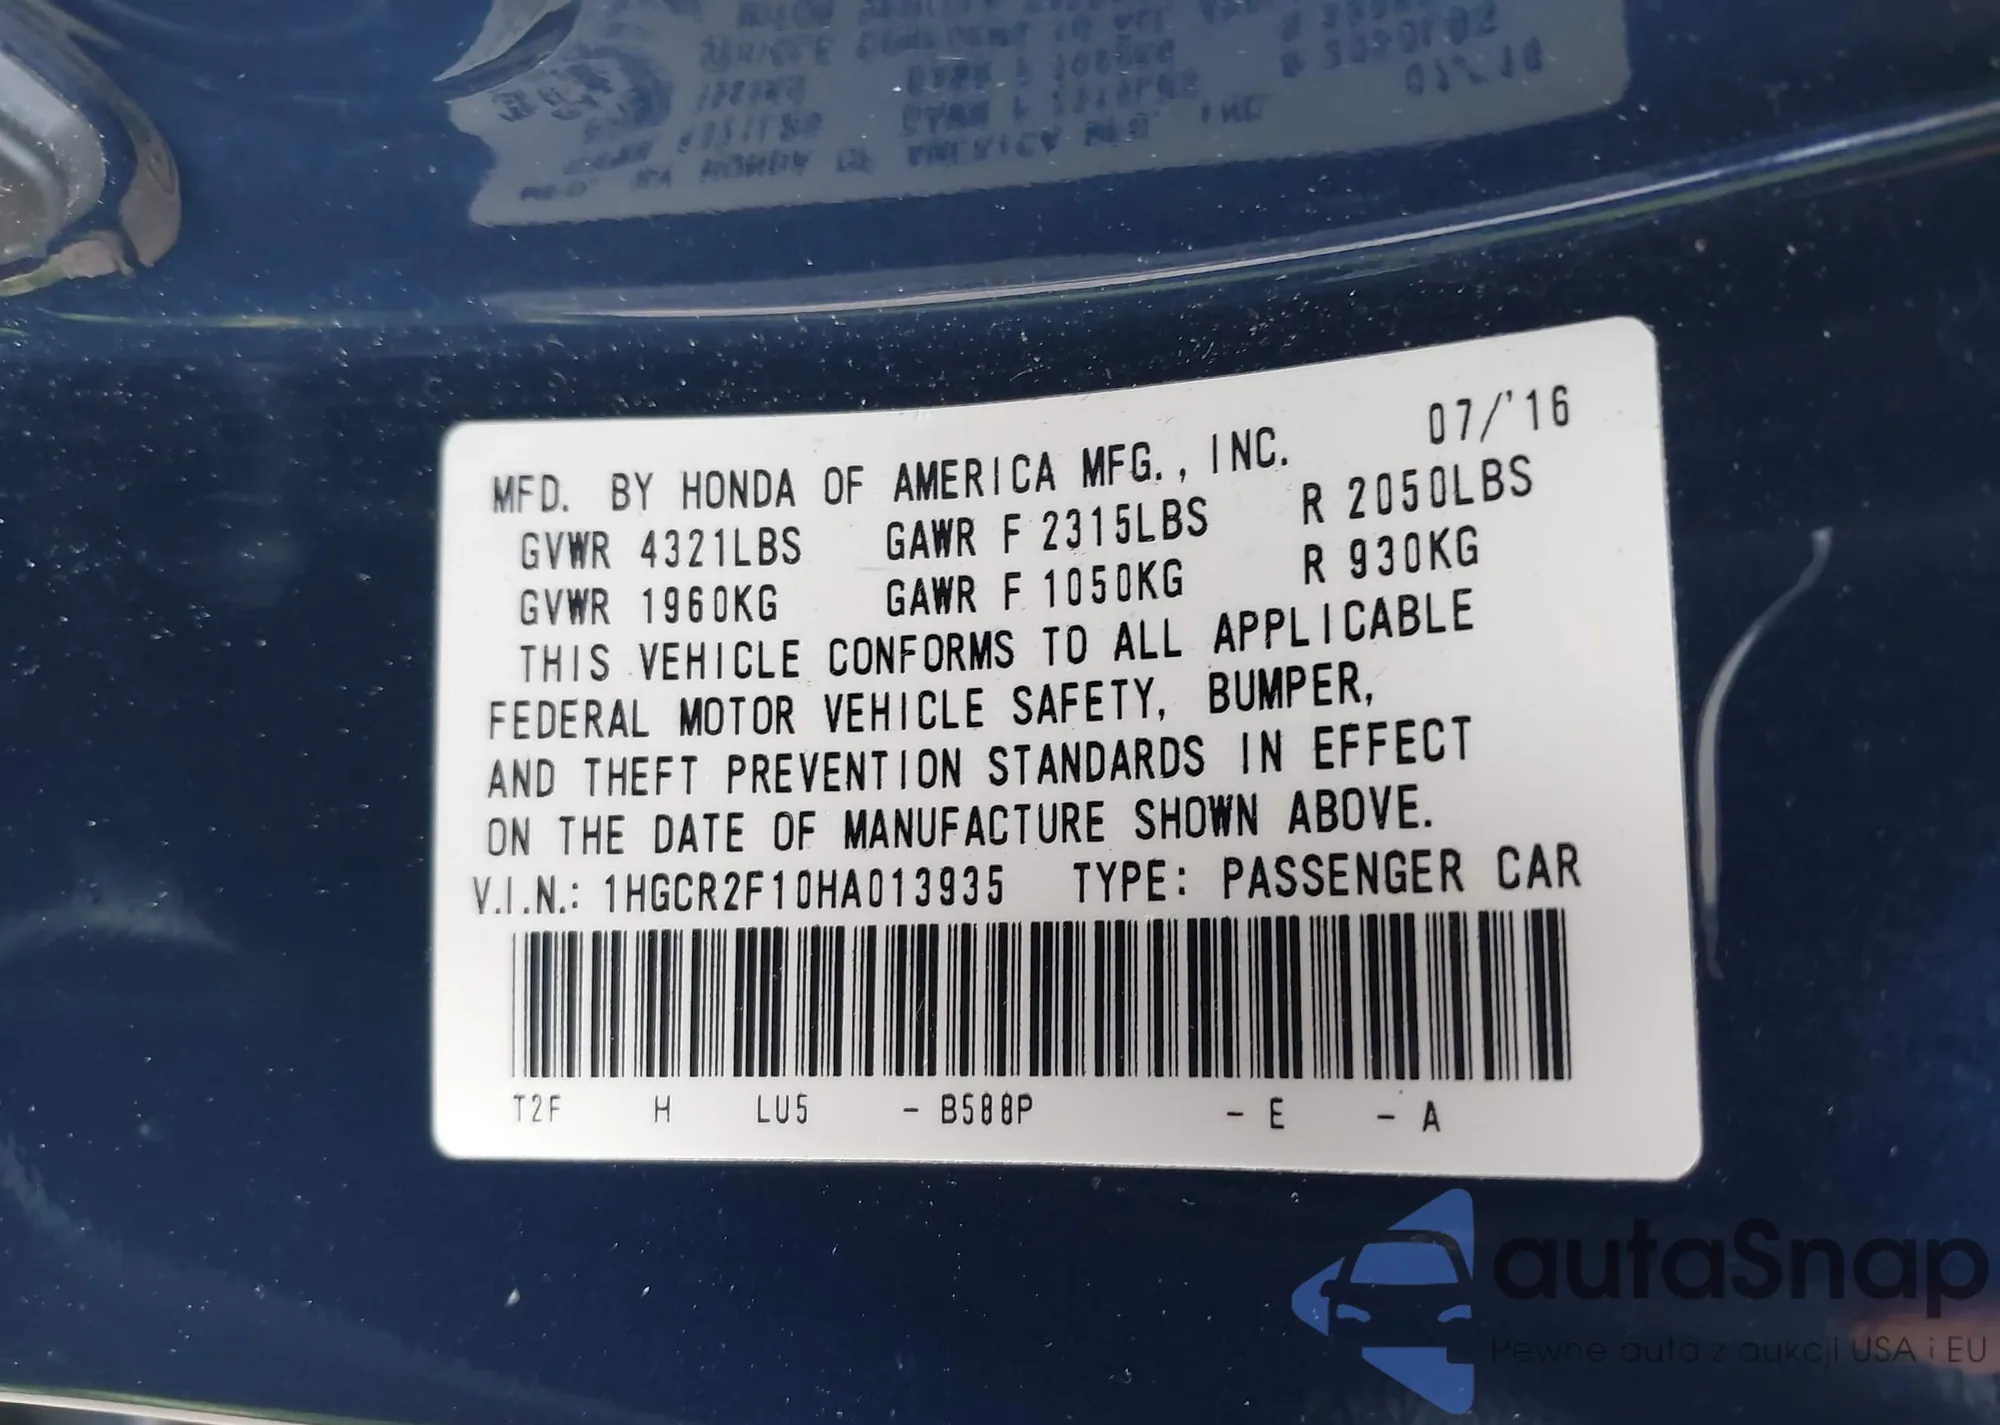 07/'16
MFD. BY HONDA OF AMERICA MFG., INC.
GVWR 4321LBS GAWR F 2315LBS R 2050LBS
GVWR 1960KG GAWR F 1050KG R 930KG
THIS VEHICLE CONFORMS TO ALL APPLICABLE
FEDERAL MOTOR VEHICLE SAFETY, BUMPER,
AND THEFT PREVENTION STANDARDS IN EFFECT
ON THE DATE OF MANUFACTURE SHOWN ABOVE.
V.I.N.: 1HGCR2F10HA013935 TYPE: PASSENGER CAR
T2F H LU5 - B588P - E - A
autaSnap
Pewne auta z aukcji USA i EU